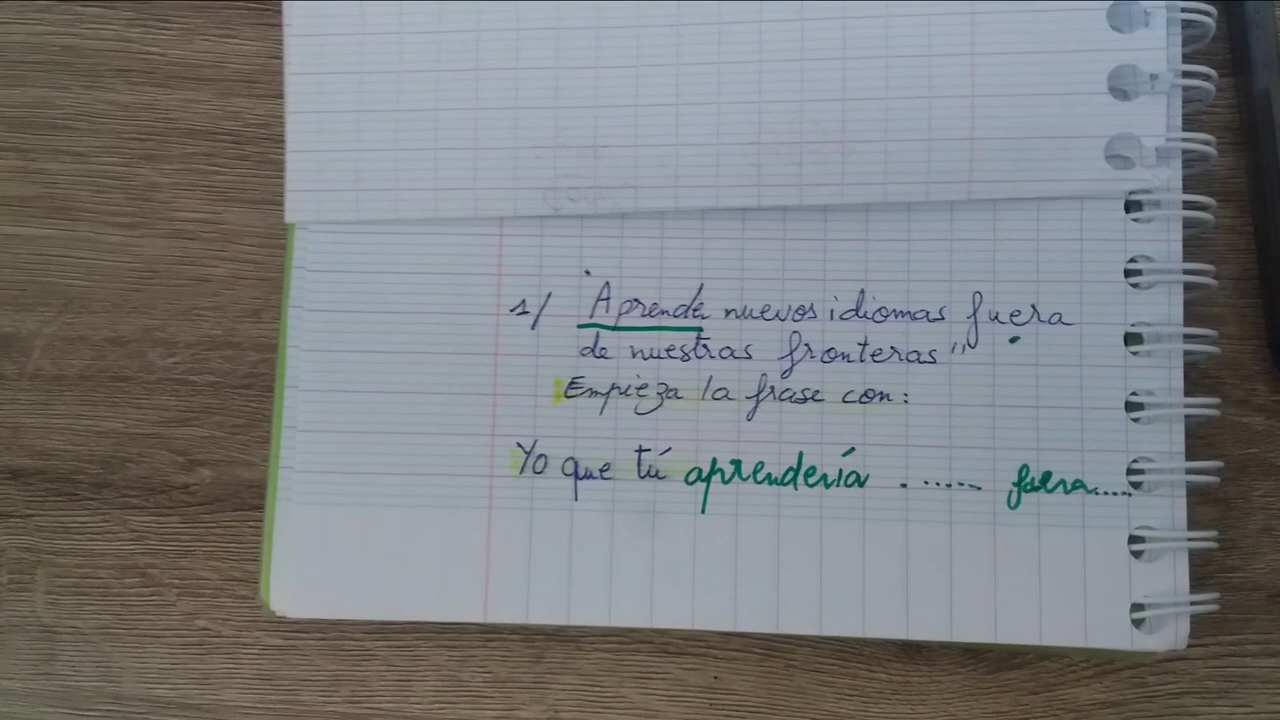 1/ "Aprende nuevos idiomas fuera
de nuestras fronteras"
Empieza la frase con:
Yo que tú aprendería ...... fuera....